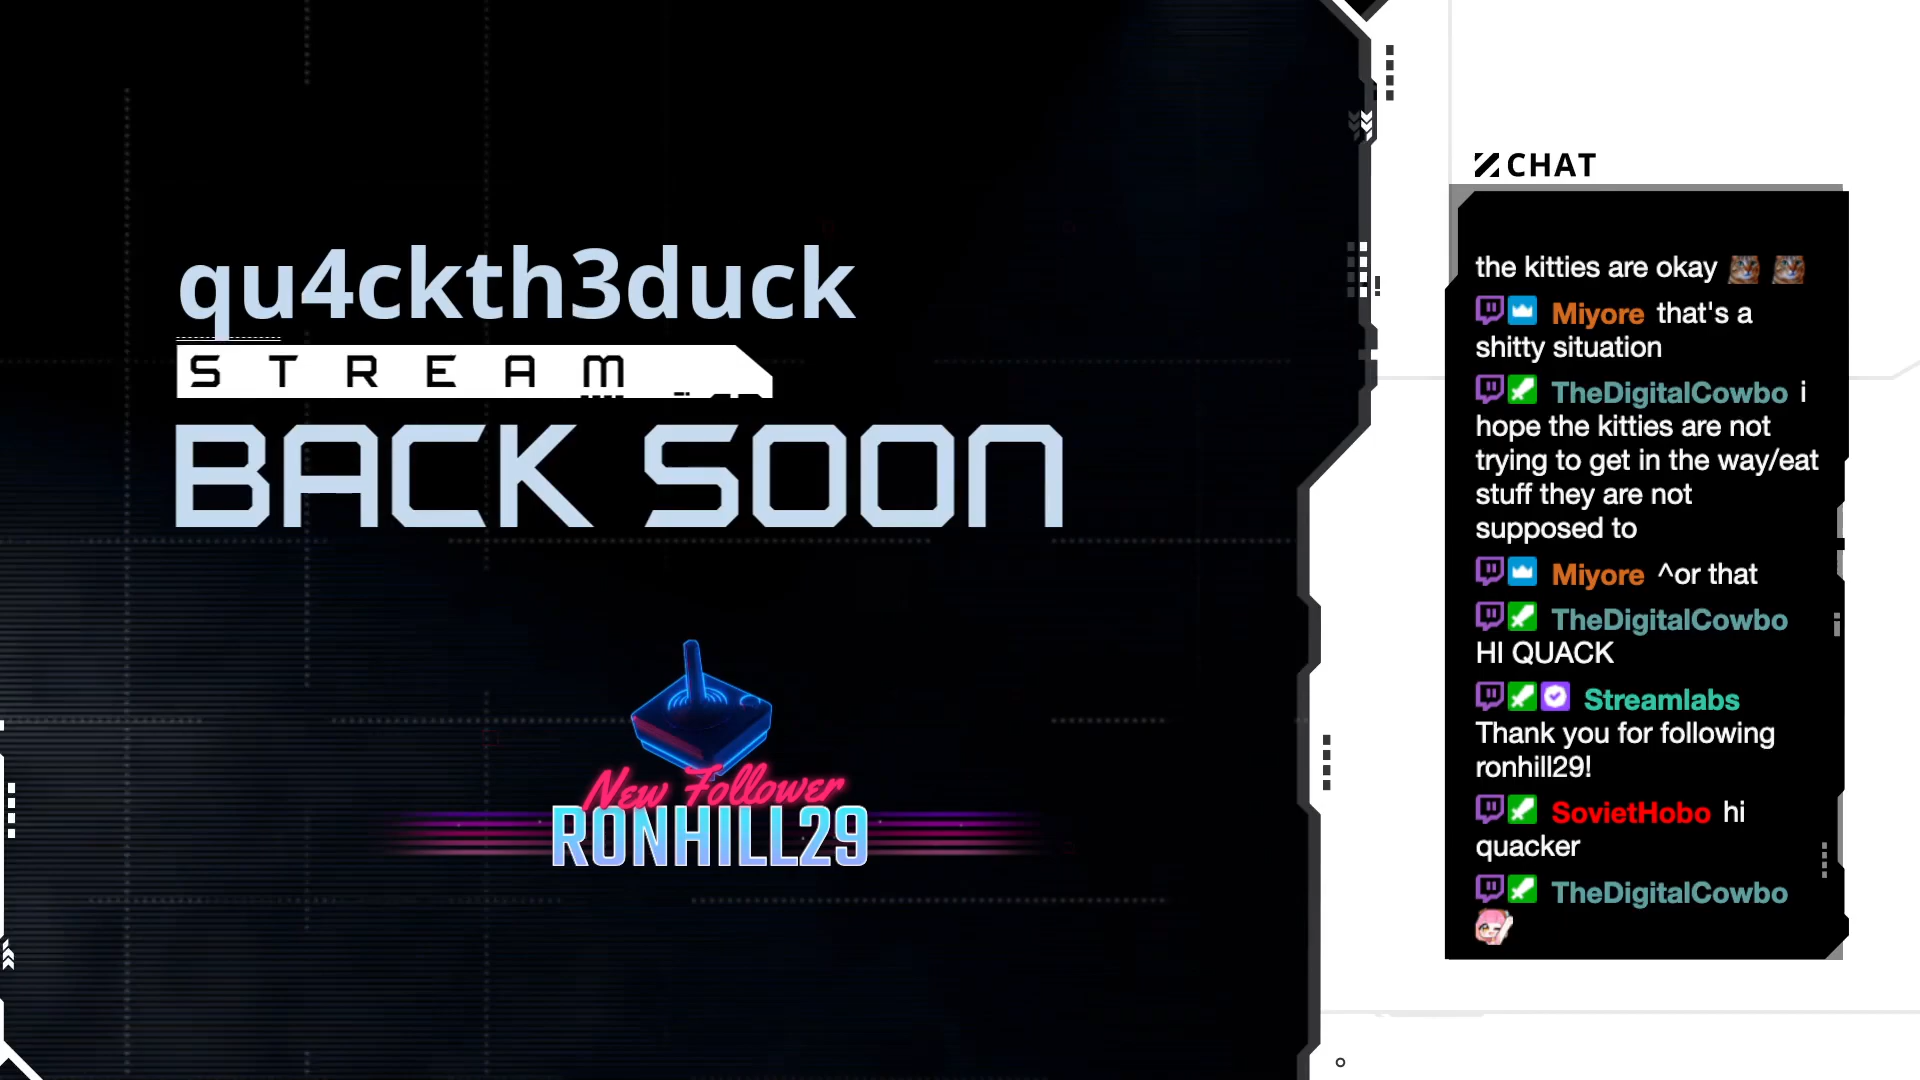 qu4ckth3duck
STREAM
BACK SOON
New Follower
RONHILL29
CHAT
the kitties are okay
Miyore that's a
shitty situation
TheDigitalCowbo i
hope the kitties are not
trying to get in the way/eat
stuff they are not
supposed to
Miyore ^or that
TheDigitalCowbo
HI QUACK
Streamlabs
Thank you for following
ronhill29!
SovietHobo hi
quacker
TheDigitalCowbo